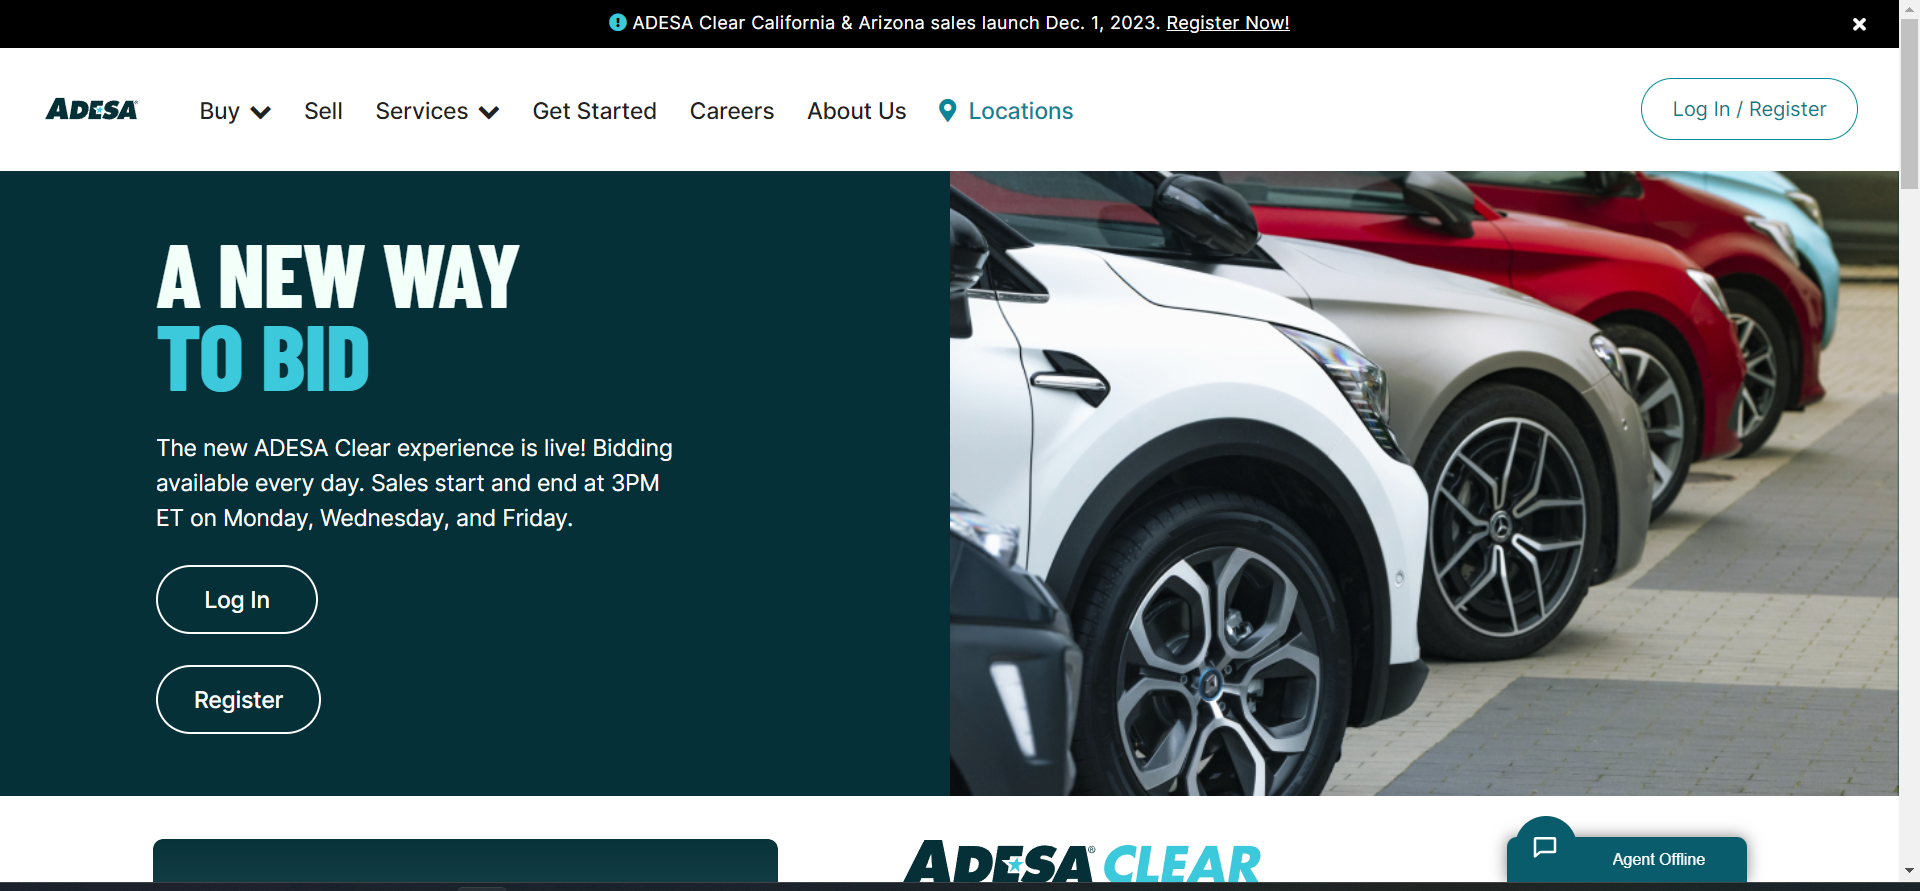 ADESA Clear California & Arizona sales launch Dec. 1, 2023. Register Now!
ADESA
Buy Sell Services Get Started Careers About Us Locations
Log In / Register
A NEW WAY
TO BID
The new ADESA Clear experience is live! Bidding
available every day. Sales start and end at 3PM
ET on Monday, Wednesday, and Friday.
Log In
Register
ADESA® CLEAR
Agent Offline